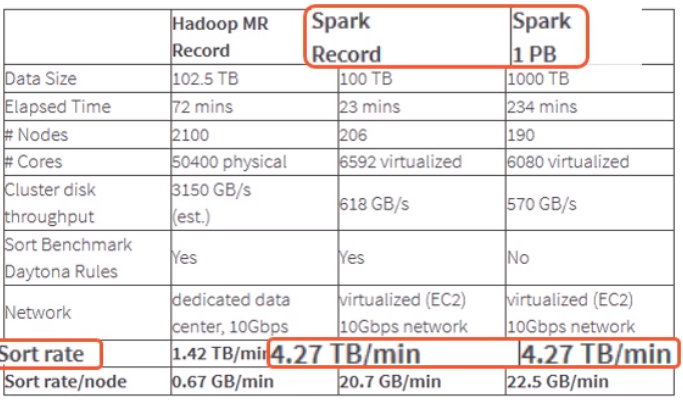 Hadoop MR Record Spark Record Spark 1 PB
Data Size 102.5 TB 100 TB 1000 TB
Elapsed Time 72 mins 23 mins 234 mins
# Nodes 2100 206 190
# Cores 50400 physical 6592 virtualized 6080 virtualized
Cluster disk throughput 3150 GB/s (est.) 618 GB/s 570 GB/s
Sort Benchmark Daytona Rules Yes Yes No
Network dedicated data center, 10Gbps virtualized (EC2) 10Gbps network virtualized (EC2) 10Gbps network
Sort rate 1.42 TB/min 4.27 TB/min 4.27 TB/min
Sort rate/node 0.67 GB/min 20.7 GB/min 22.5 GB/min